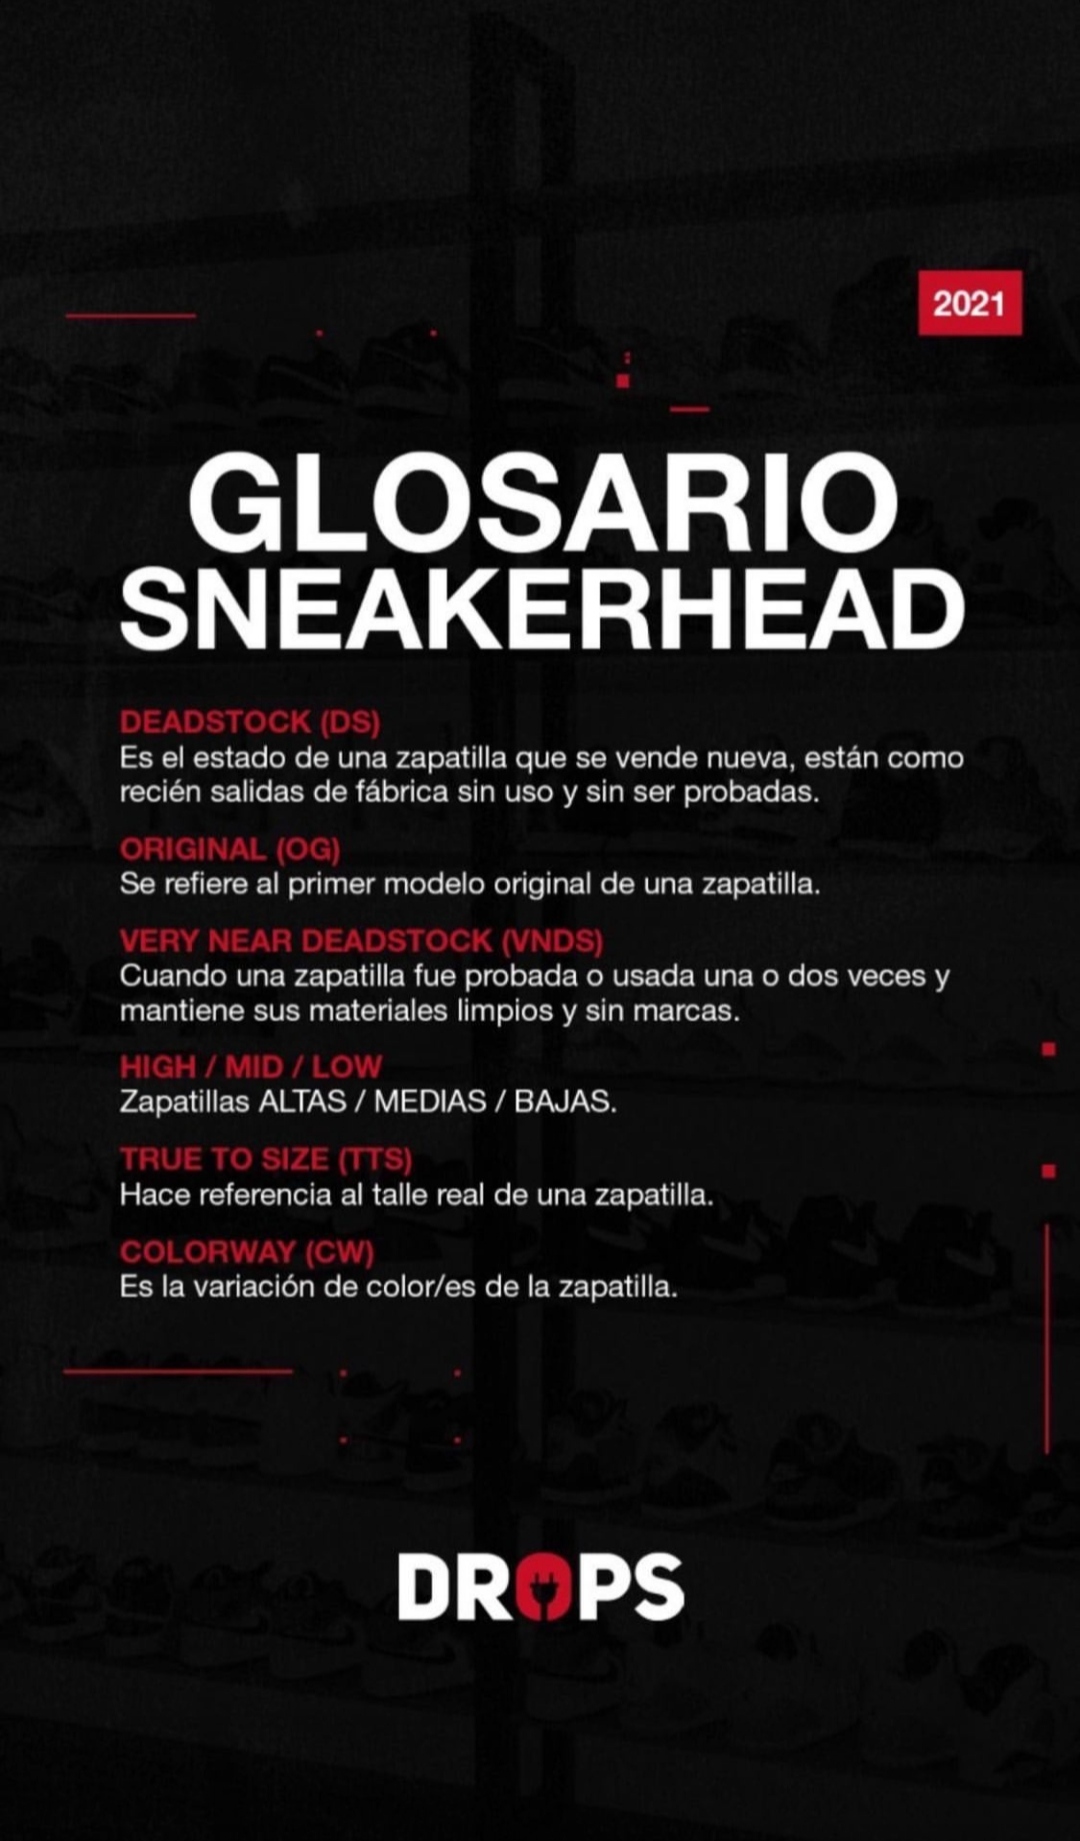 2021
GLOSARIO
SNEAKERHEAD
DEADSTOCK (DS)
Es el estado de una zapatilla que se vende nueva, están como
recién salidas de fábrica sin uso y sin ser probadas.
ORIGINAL (OG)
Se refiere al primer modelo original de una zapatilla.
VERY NEAR DEADSTOCK (VNDS)
Cuando una zapatilla fue probada o usada una o dos veces y
mantiene sus materiales limpios y sin marcas.
HIGH / MID / LOW
Zapatillas ALTAS / MEDIAS / BAJAS.
TRUE TO SIZE (TTS)
Hace referencia al talle real de una zapatilla.
COLORWAY (CW)
Es la variación de color/es de la zapatilla.
DROPS